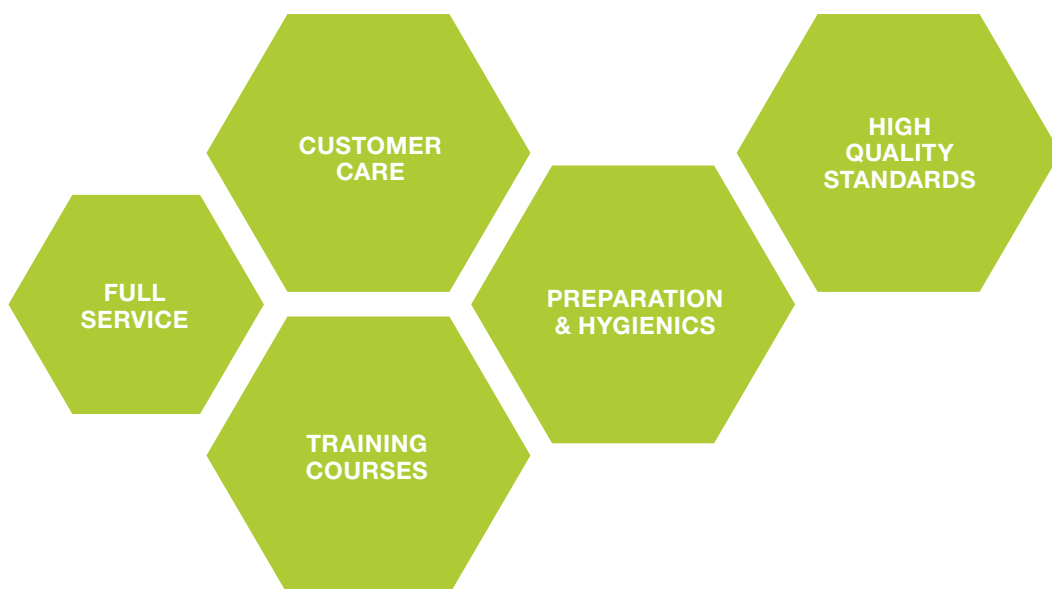 CUSTOMER
CARE
HIGH
QUALITY
STANDARDS
FULL
SERVICE
PREPARATION
& HYGIENICS
TRAINING
COURSES